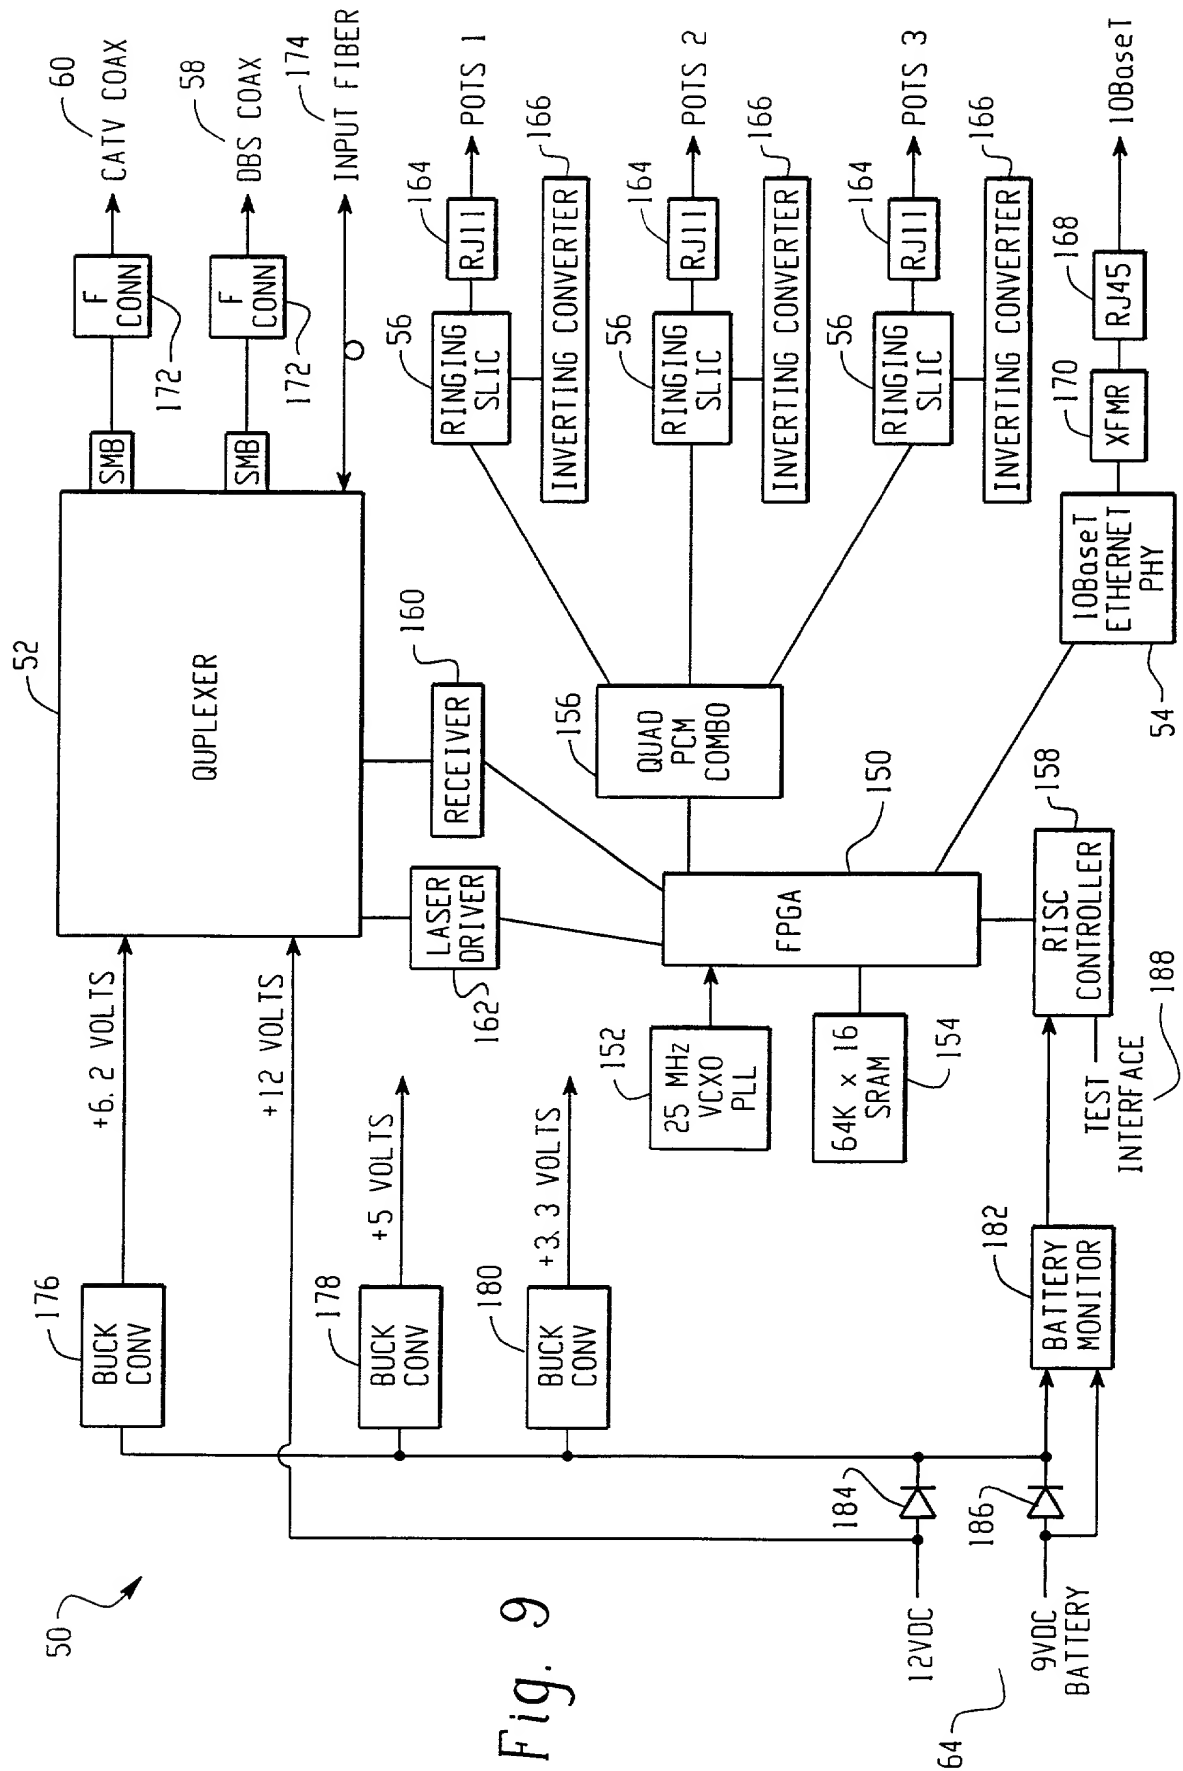 50
176
BUCK
CONV
+6.2 VOLTS
+12 VOLTS
52
QUPLEXER
SMB
SMB
F
CONN
172
F
CONN
172
60
CATV COAX
58
DBS COAX
174
INPUT FIBER
178
BUCK
CONV
+5 VOLTS
180
BUCK
CONV
+3.3 VOLTS
162
LASER
DRIVER
160
RECEIVER
56
RINGING
SLIC
164
RJ11
POTS 1
166
INVERTING CONVERTER
56
RINGING
SLIC
164
RJ11
POTS 2
166
INVERTING CONVERTER
56
RINGING
SLIC
164
RJ11
POTS 3
166
INVERTING CONVERTER
156
QUAD
PCM
COMBO
152
25 MHz
VCXO
PLL
150
FPGA
64K x 16
SRAM
154
158
RISC
CONTROLLER
TEST
INTERFACE
188
54
10BaseT
ETHERNET
PHY
170
XFMR
168
RJ45
10BaseT
182
BATTERY
MONITOR
184
186
12VDC
9VDC
BATTERY
64
Fig. 9